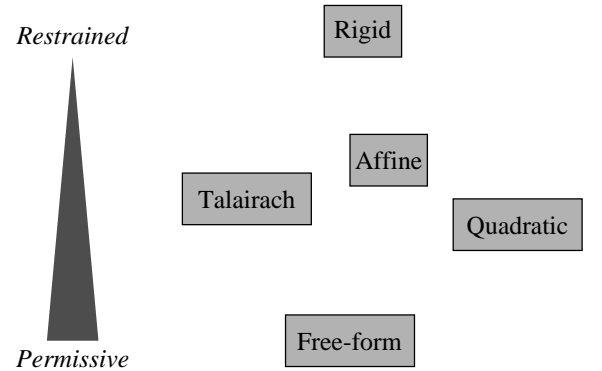 Restrained
Rigid
Affine
Talairach
Quadratic
Free-form
Permissive